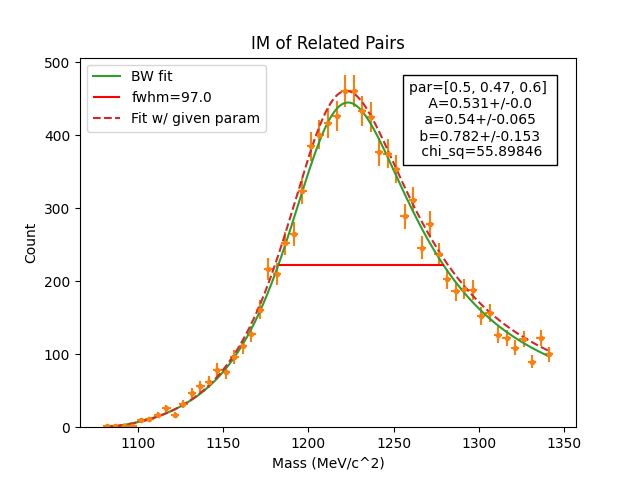 IM of Related Pairs
BW fit
fwhm=97.0
Fit w/ given param
par=[0.5, 0.47, 0.6]
A=0.531+/-0.0
a=0.54+/-0.065
b=0.782+/-0.153
chi_sq=55.89846
500
400
300
200
100
0
Count
1100 1150 1200 1250 1300 1350
Mass (MeV/c^2)